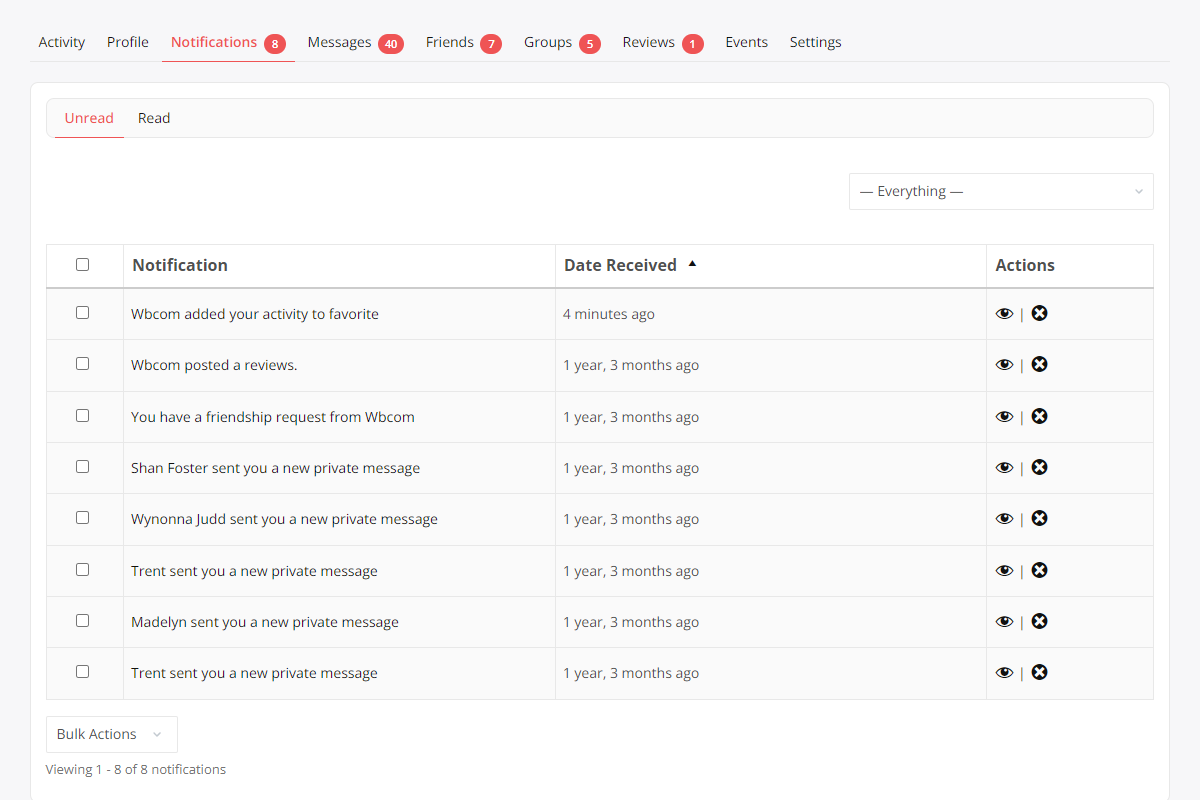 Activity Profile Notifications 8 Messages 40 Friends 7 Groups 5 Reviews 1 Events Settings
Unread Read
— Everything —
Notification Date Received Actions
Wbcom added your activity to favorite 4 minutes ago |
Wbcom posted a reviews. 1 year, 3 months ago |
You have a friendship request from Wbcom 1 year, 3 months ago |
Shan Foster sent you a new private message 1 year, 3 months ago |
Wynonna Judd sent you a new private message 1 year, 3 months ago |
Trent sent you a new private message 1 year, 3 months ago |
Madelyn sent you a new private message 1 year, 3 months ago |
Trent sent you a new private message 1 year, 3 months ago |
Bulk Actions
Viewing 1 - 8 of 8 notifications